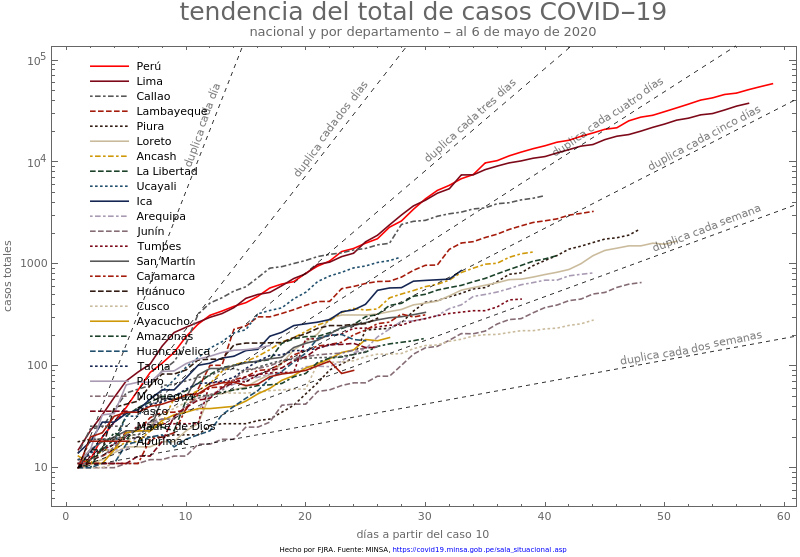 tendencia del total de casos COVID‒19
nacional y por departamento ‒ al 6 de mayo de 2020
10^5
10^4
1000
100
10
casos totales
Perú
Lima
Callao
Lambayeque
Piura
Loreto
Ancash
La Libertad
Ucayali
Ica
Arequipa
Junín
Tumbes
San Martín
Cajamarca
Huánuco
Cusco
Ayacucho
Amazonas
Huancavelica
Tacna
Puno
Moquegua
Pasco
Madre de Dios
Apurímac
duplica cada día
duplica cada dos días
duplica cada tres días
duplica cada cuatro días
duplica cada cinco días
duplica cada semana
duplica cada dos semanas
0 10 20 30 40 50 60
días a partir del caso 10
Hecho por FJRA. Fuente: MINSA, https://covid19.minsa.gob.pe/sala_situacional.asp